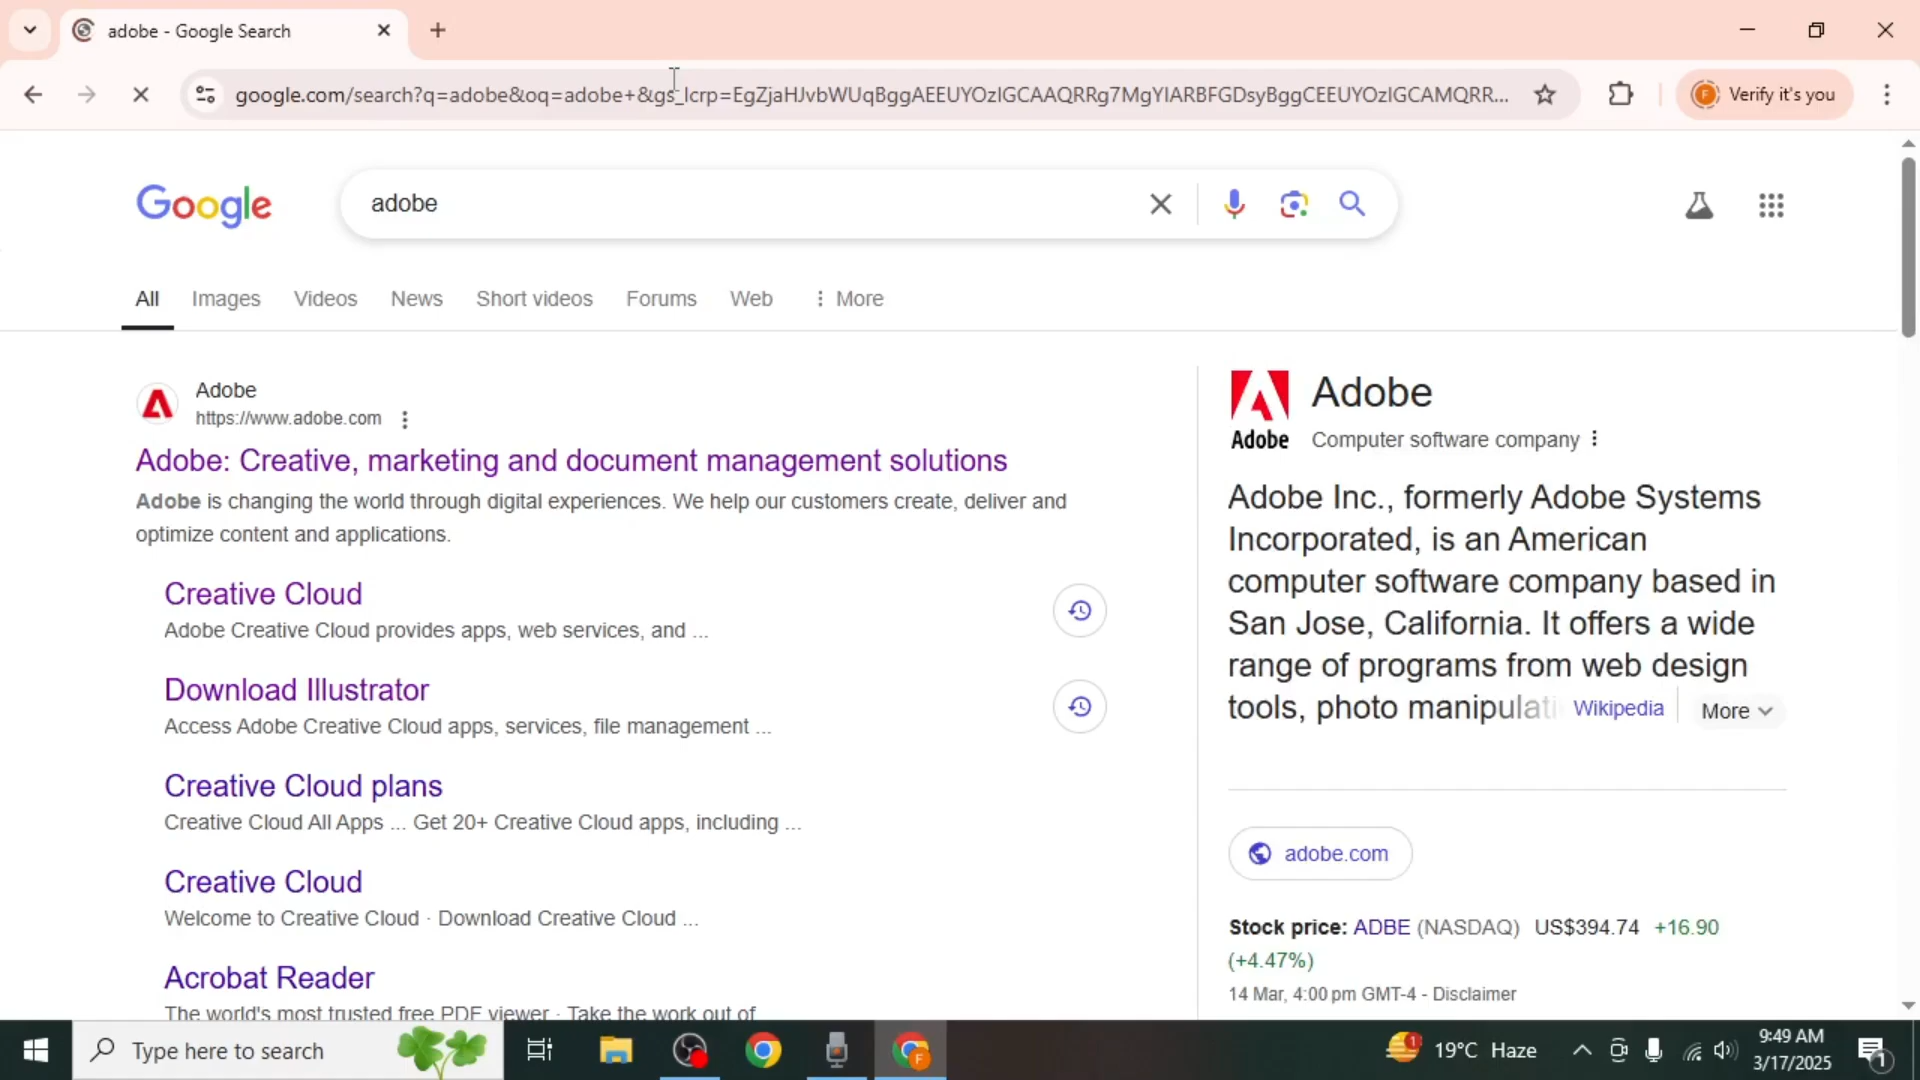 adobe - Google Search
google.com/search?q=adobe&oq=adobe+&gs_lcrp=EgZjaHJvbWUqBggAEEUYOzIGCAAQRRg7MgYIARBFGDsyBggCEEUYOzIGCAMQRR...
Verify it's you
Google
adobe
All Images Videos News Short videos Forums Web More
Adobe
https://www.adobe.com
Adobe: Creative, marketing and document management solutions
Adobe is changing the world through digital experiences. We help our customers create, deliver and
optimize content and applications.
Creative Cloud
Adobe Creative Cloud provides apps, web services, and ...
Download Illustrator
Access Adobe Creative Cloud apps, services, file management ...
Creative Cloud plans
Creative Cloud All Apps ... Get 20+ Creative Cloud apps, including ...
Creative Cloud
Welcome to Creative Cloud · Download Creative Cloud ...
Acrobat Reader
The world's most trusted free PDF viewer · Take the work out of
Adobe
Adobe
Computer software company
Adobe Inc., formerly Adobe Systems
Incorporated, is an American
computer software company based in
San Jose, California. It offers a wide
range of programs from web design
tools, photo manipulati Wikipedia More
adobe.com
Stock price: ADBE (NASDAQ) US$394.74 +16.90
(+4.47%)
14 Mar, 4:00 pm GMT-4 - Disclaimer
Type here to search
F
1
19°C Haze
9:49 AM
3/17/2025
1